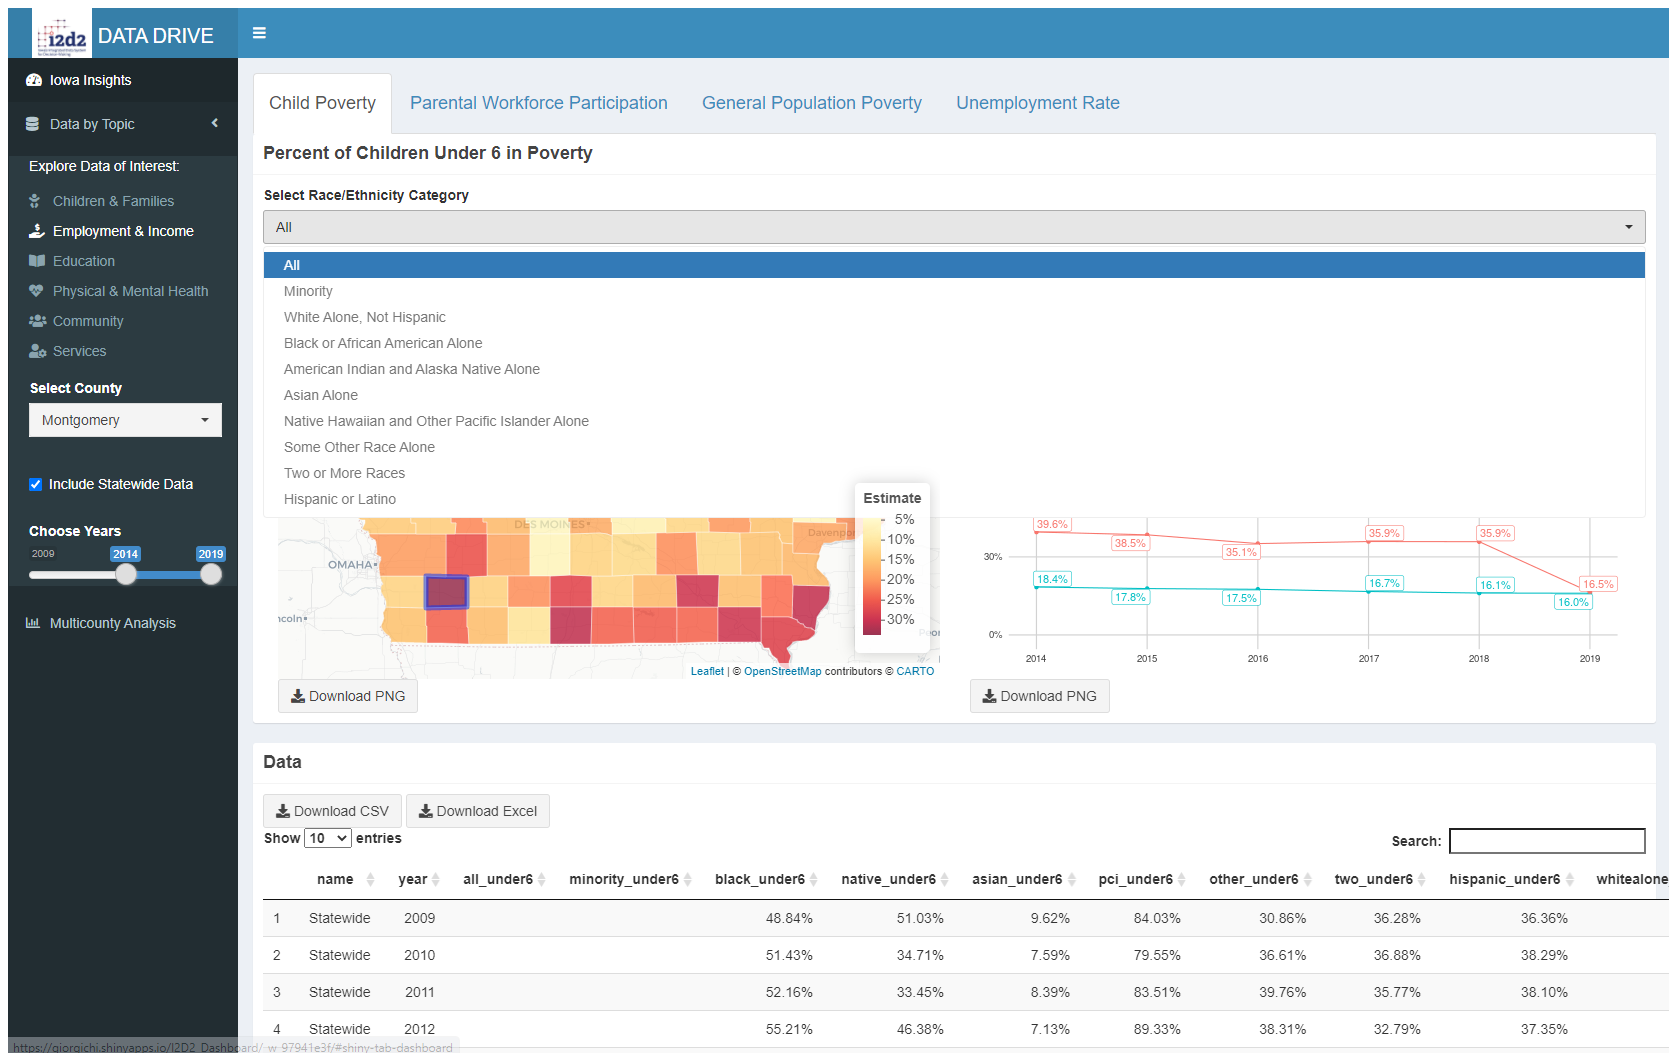 i2d2 DATA DRIVE
Iowa Insights
Data by Topic
Explore Data of Interest:
Children & Families
Employment & Income
Education
Physical & Mental Health
Community
Services
Select County
Montgomery
Include Statewide Data
Choose Years
2009 2014 2019
Multicounty Analysis
Child Poverty Parental Workforce Participation General Population Poverty Unemployment Rate
Percent of Children Under 6 in Poverty
Select Race/Ethnicity Category
All
All
Minority
White Alone, Not Hispanic
Black or African American Alone
American Indian and Alaska Native Alone
Asian Alone
Native Hawaiian and Other Pacific Islander Alone
Some Other Race Alone
Two or More Races
Hispanic or Latino
DES MOINES
Davenpor
OMAHA
ncoln
Peor
Estimate
5%
10%
15%
20%
25%
30%
Leaflet | © OpenStreetMap contributors © CARTO
Download PNG
39.6% 38.5% 35.1% 35.9% 35.9% 16.5%
30%
18.4% 17.8% 17.5% 16.7% 16.1% 16.0%
0%
2014 2015 2016 2017 2018 2019
Download PNG
Data
Download CSV Download Excel
Show 10 entries
Search:
name year all_under6 minority_under6 black_under6 native_under6 asian_under6 pci_under6 other_under6 two_under6 hispanic_under6 whitealone
1 Statewide 2009 48.84% 51.03% 9.62% 84.03% 30.86% 36.28% 36.36%
2 Statewide 2010 51.43% 34.71% 7.59% 79.55% 36.61% 36.88% 38.29%
3 Statewide 2011 52.16% 33.45% 8.39% 83.51% 39.76% 35.77% 38.10%
4 Statewide 2012 55.21% 46.38% 7.13% 89.33% 38.31% 32.79% 37.35%
https://giorgichi.shinyapps.io/I2D2_Dashboard/_w_97941e3f/#shiny-tab-dashboard